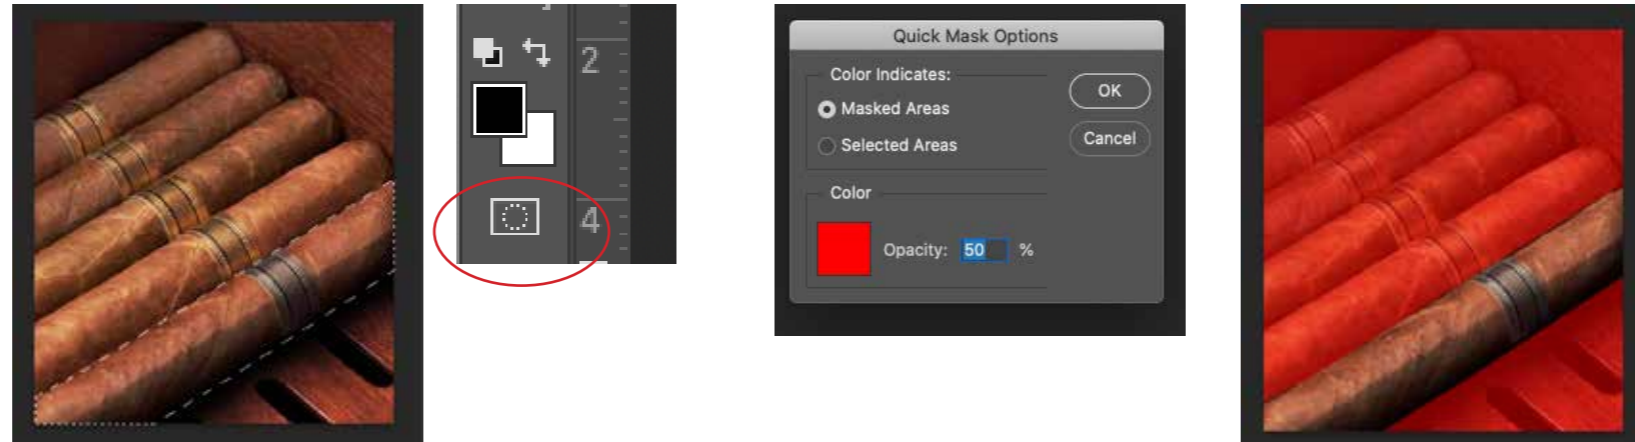 2
4
Quick Mask Options
Color Indicates:
Masked Areas
Selected Areas
OK
Cancel
Color
Opacity: 50 %